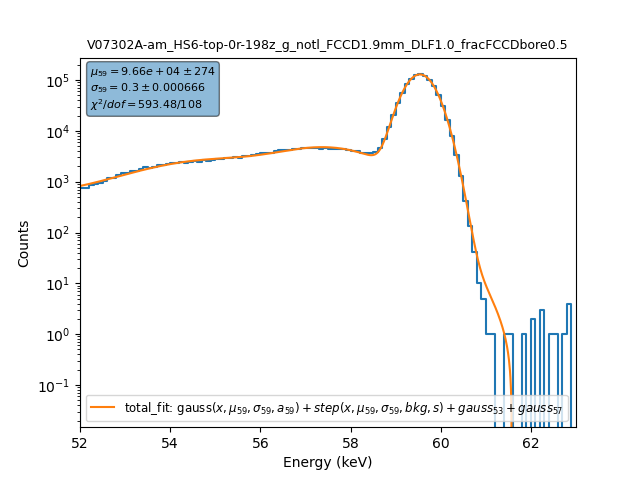 V07302A-am_HS6-top-0r-198z_g_notl_FCCD1.9mm_DLF1.0_fracFCCDbore0.5
μ₅₉ = 9.66e + 04 ± 274
σ₅₉ = 0.3 ± 0.000666
χ²/dof = 593.48/108
10⁵
10⁴
10³
10²
10¹
10⁰
10⁻¹
Counts
total_fit: gauss(x, μ₅₉, σ₅₉, a₅₉) + step(x, μ₅₉, σ₅₉, bkg, s) + gauss₅₃ + gauss₅₇
52 54 56 58 60 62
Energy (keV)